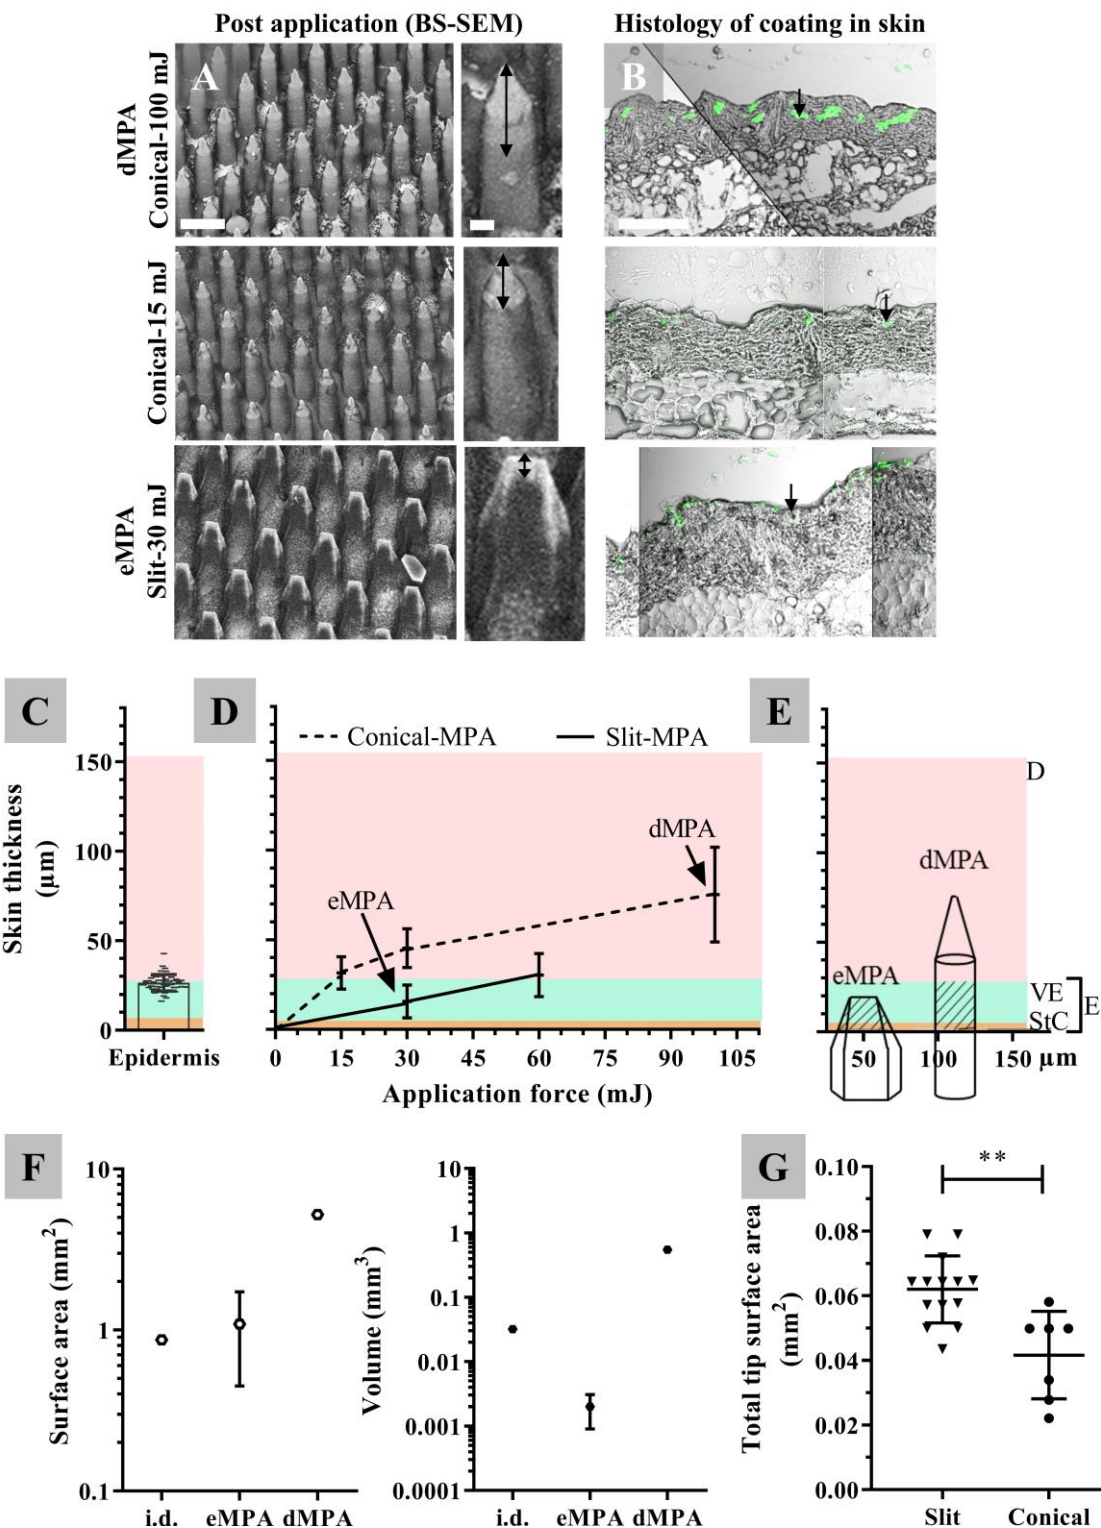 Post application (BS-SEM)
Histology of coating in skin
dMPA
Conical-100 mJ
A
B
Conical-15 mJ
eMPA
Slit-30 mJ
C
D
E
Skin thickness
(µm)
150
100
50
0
Epidermis
Conical-MPA
Slit-MPA
dMPA
eMPA
0 15 30 45 60 75 90 105
Application force (mJ)
D
dMPA
eMPA
VE
StC
E
50 100 150 µm
F
Surface area (mm²)
10
1
0.1
i.d. eMPA dMPA
Volume (mm³)
10
1
0.1
0.01
0.001
0.0001
i.d. eMPA dMPA
G
Total tip surface area
(mm²)
0.10
0.08
0.06
0.04
0.02
0.00
**
Slit Conical